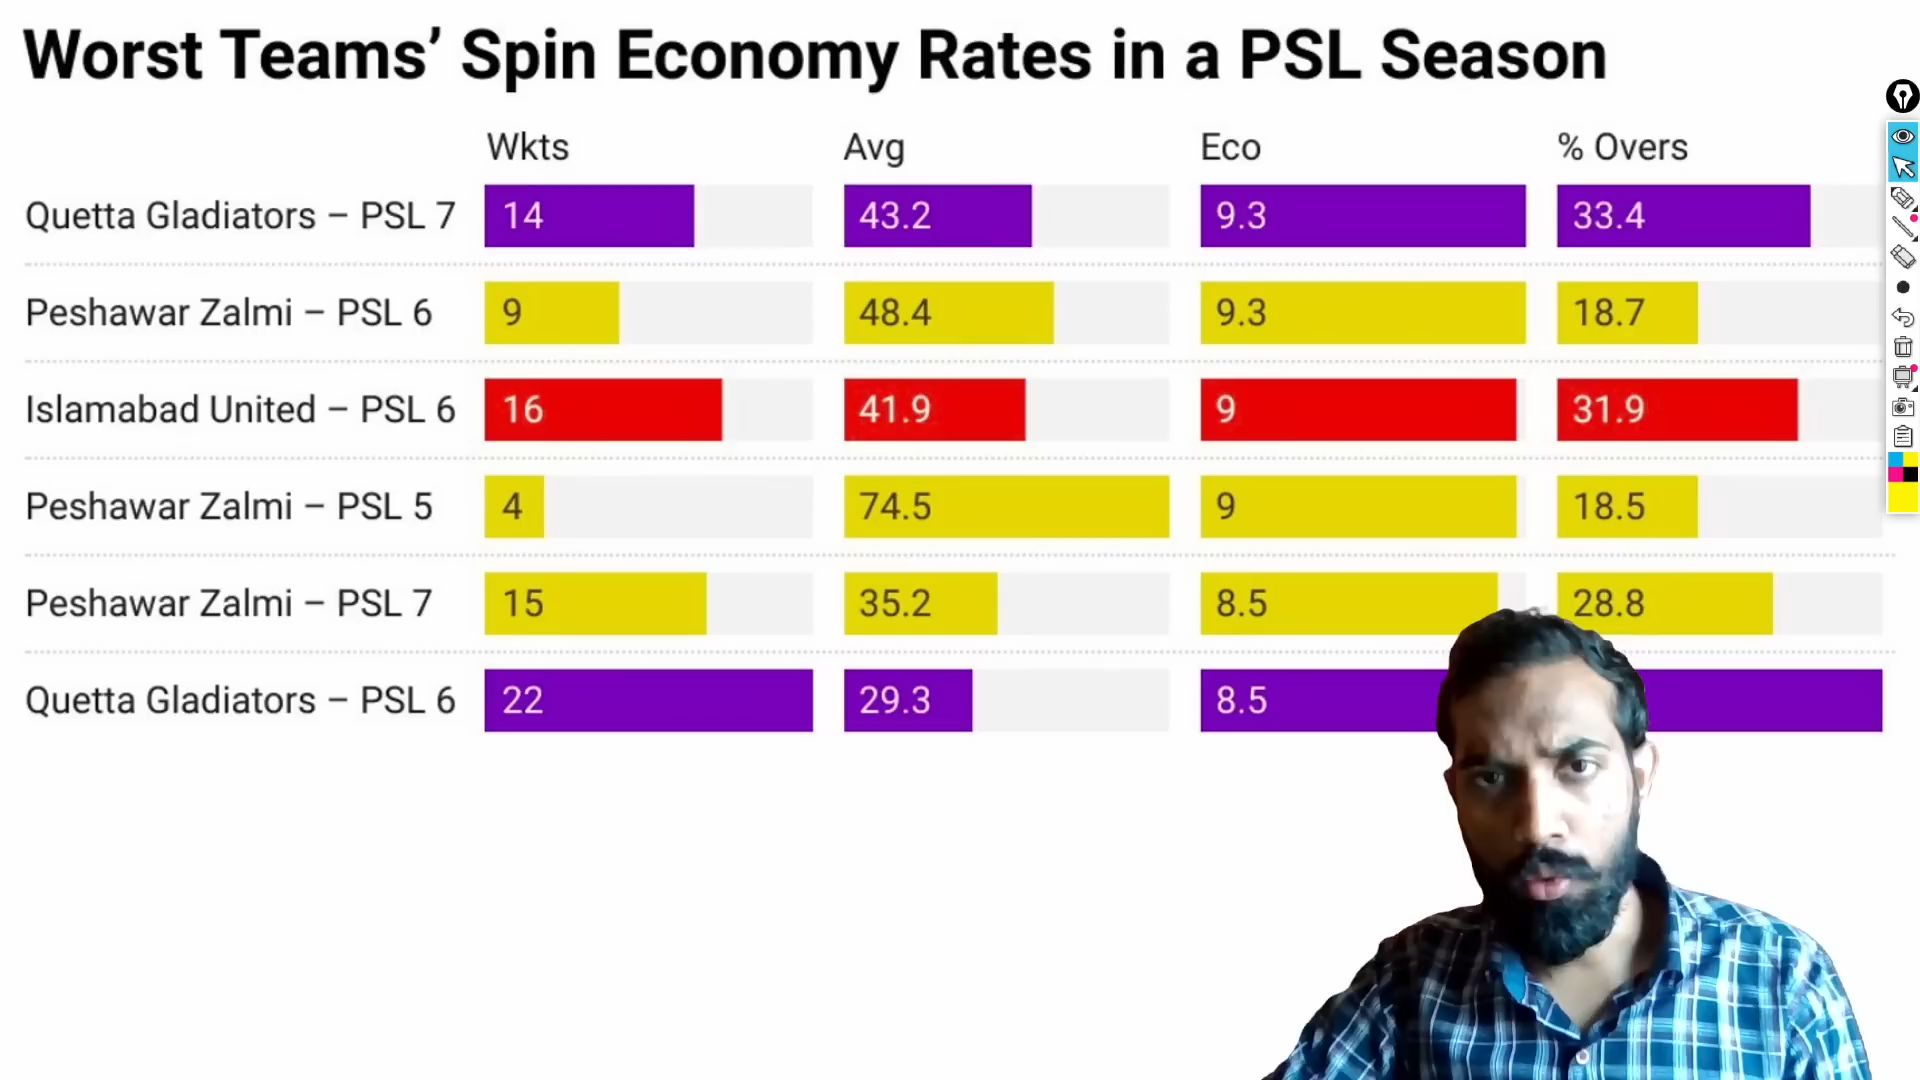 Worst Teams’ Spin Economy Rates in a PSL Season
Wkts Avg Eco % Overs
Quetta Gladiators – PSL 7 14 43.2 9.3 33.4
Peshawar Zalmi – PSL 6 9 48.4 9.3 18.7
Islamabad United – PSL 6 16 41.9 9 31.9
Peshawar Zalmi – PSL 5 4 74.5 9 18.5
Peshawar Zalmi – PSL 7 15 35.2 8.5 28.8
Quetta Gladiators – PSL 6 22 29.3 8.5